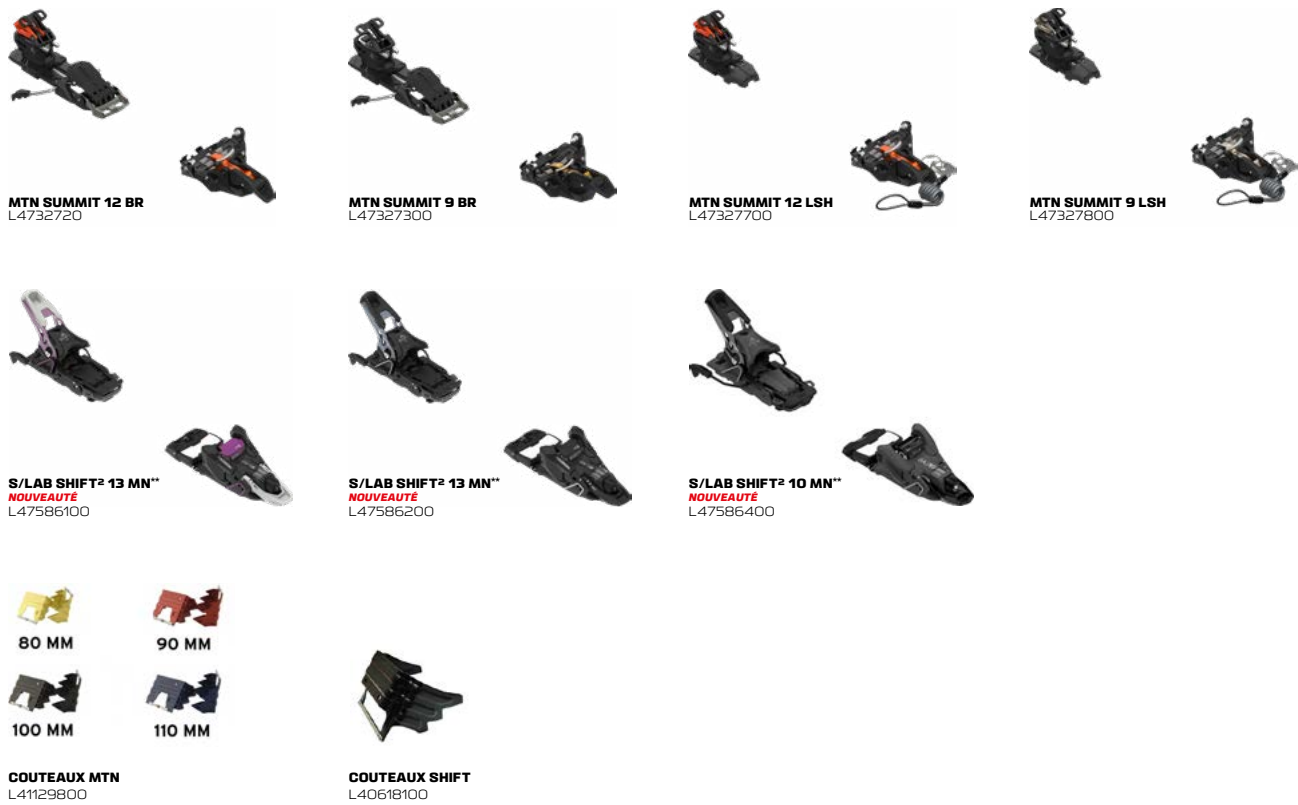 MTN SUMMIT 12 BR
L4732720
MTN SUMMIT 9 BR
L47327300
MTN SUMMIT 12 LSH
L47327700
MTN SUMMIT 9 LSH
L47327800
S/LAB SHIFT² 13 MN**
NOUVEAUTÉ
L47586100
S/LAB SHIFT² 13 MN**
NOUVEAUTÉ
L47586200
S/LAB SHIFT² 10 MN**
NOUVEAUTÉ
L47586400
80 MM
90 MM
100 MM
110 MM
COUTEAUX MTN
L41129800
COUTEAUX SHIFT
L40618100